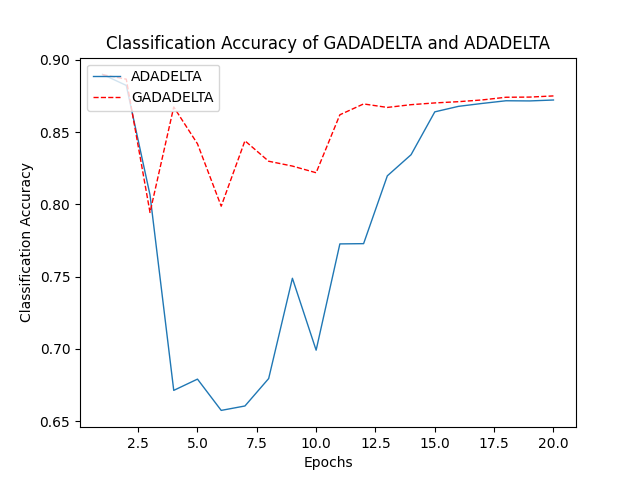 Classification Accuracy of GADADELTA and ADADELTA
ADADELTA
GADADELTA
Classification Accuracy
0.90
0.85
0.80
0.75
0.70
0.65
2.5 5.0 7.5 10.0 12.5 15.0 17.5 20.0
Epochs